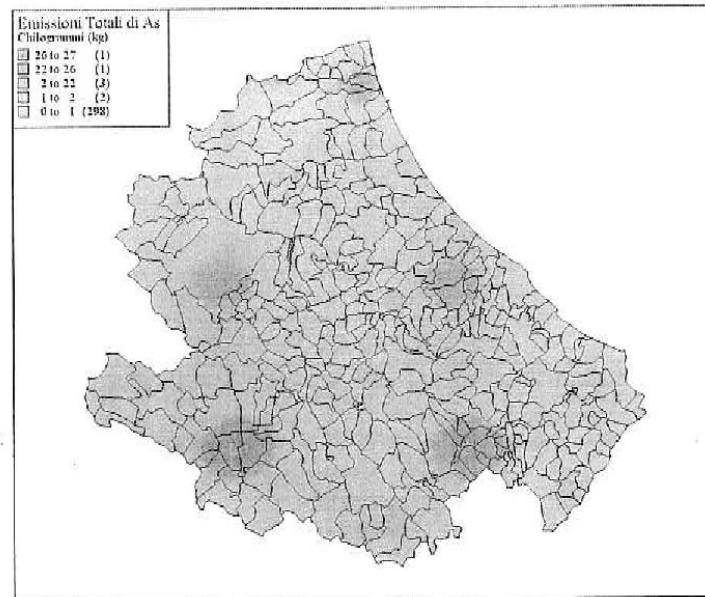 Emissioni Totali di As
Chilogrammi (kg)
26 to 27 (1)
22 to 26 (1)
2 to 22 (3)
1 to 2 (2)
0 to 1 (298)